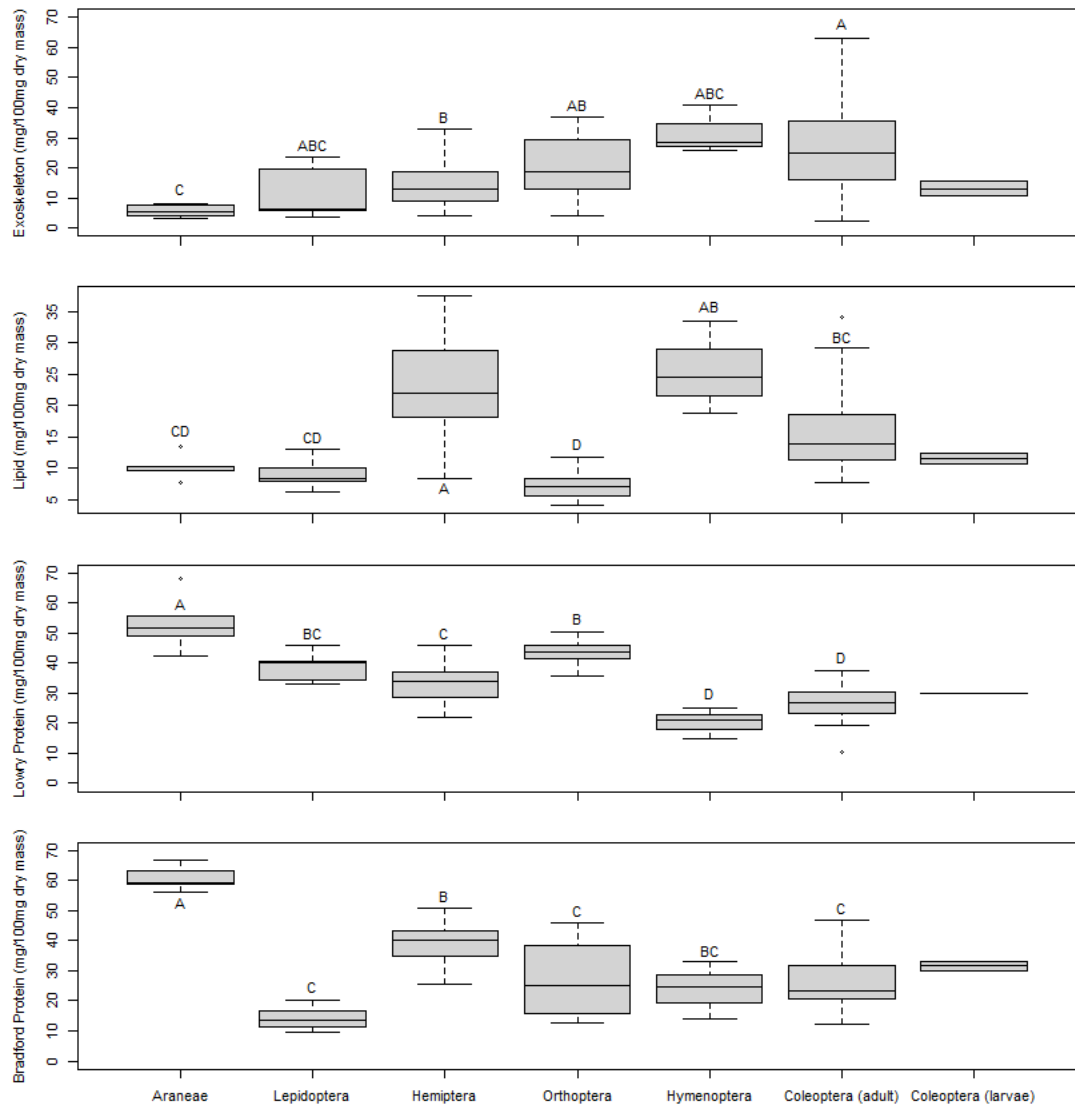 Exoskeleton (mg/100mg dry mass)
70
60
50
40
30
20
10
0
C
ABC
B
AB
ABC
A
Lipid (mg/100mg dry mass)
35
30
25
20
15
10
5
CD
CD
A
D
AB
BC
Lowry Protein (mg/100mg dry mass)
70
60
50
40
30
20
10
0
A
BC
C
B
D
D
Bradford Protein (mg/100mg dry mass)
70
60
50
40
30
20
10
0
A
C
B
C
BC
C
Araneae
Lepidoptera
Hemiptera
Orthoptera
Hymenoptera
Coleoptera (adult)
Coleoptera (larvae)